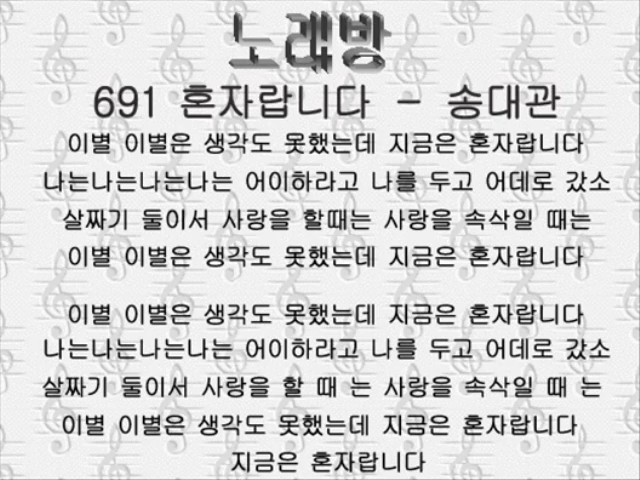 노래방
691 혼자랍니다 - 송대관
이별 이별은 생각도 못했는데 지금은 혼자랍니다
나는나는나는나는 어이하라고 나를 두고 어데로 갔소
살짜기 둘이서 사랑을 할때는 사랑을 속삭일 때는
이별 이별은 생각도 못했는데 지금은 혼자랍니다
이별 이별은 생각도 못했는데 지금은 혼자랍니다
나는나는나는나는 어이하라고 나를 두고 어데로 갔소
살짜기 둘이서 사랑을 할 때 는 사랑을 속삭일 때 는
이별 이별은 생각도 못했는데 지금은 혼자랍니다
지금은 혼자랍니다